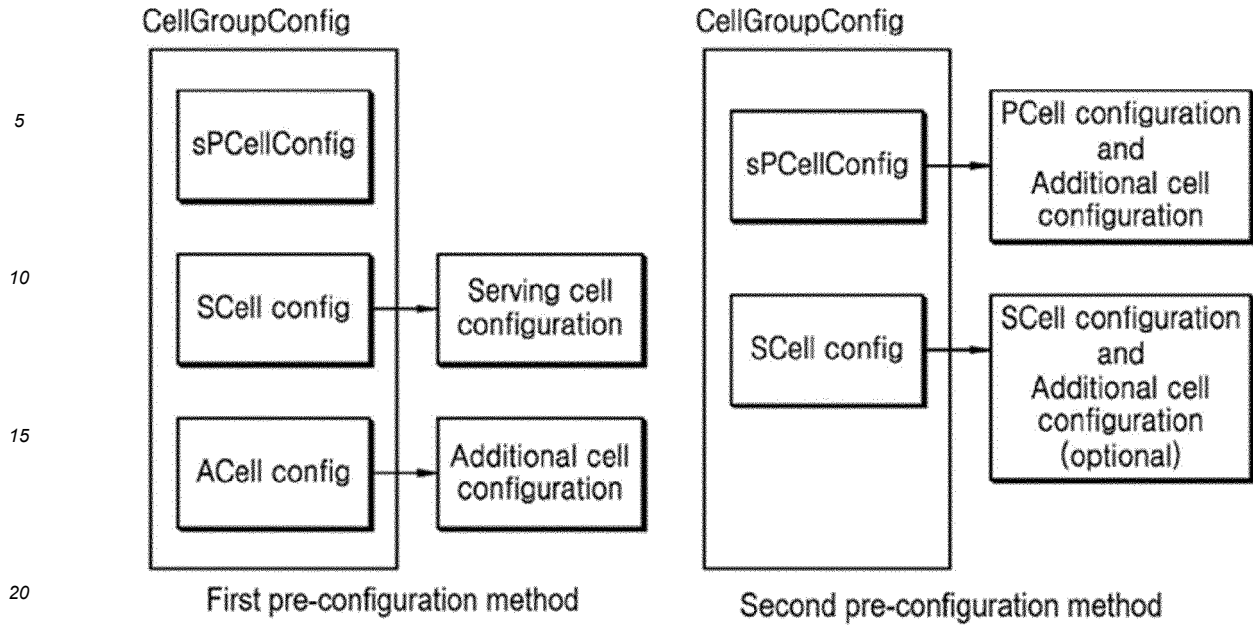 CellGroupConfig
sPCellConfig
SCell config
Serving cell
configuration
ACell config
Additional cell
configuration
First pre-configuration method
CellGroupConfig
sPCellConfig
PCell configuration
and
Additional cell
configuration
SCell config
SCell configuration
and
Additional cell
configuration
(optional)
Second pre-configuration method
5
10
15
20